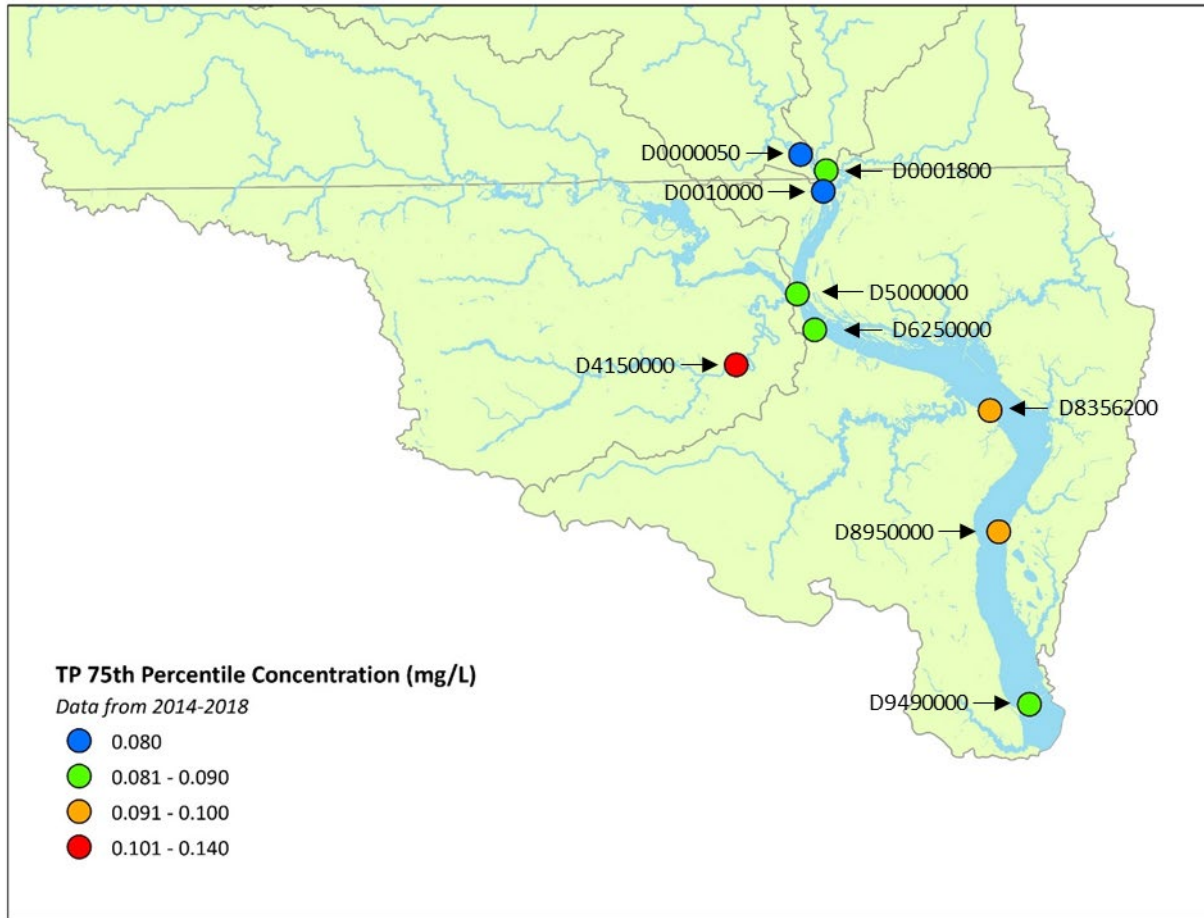 D0000050
D0001800
D0010000
D5000000
D6250000
D4150000
D8356200
D8950000
D9490000
TP 75th Percentile Concentration (mg/L)
Data from 2014-2018
0.080
0.081 - 0.090
0.091 - 0.100
0.101 - 0.140